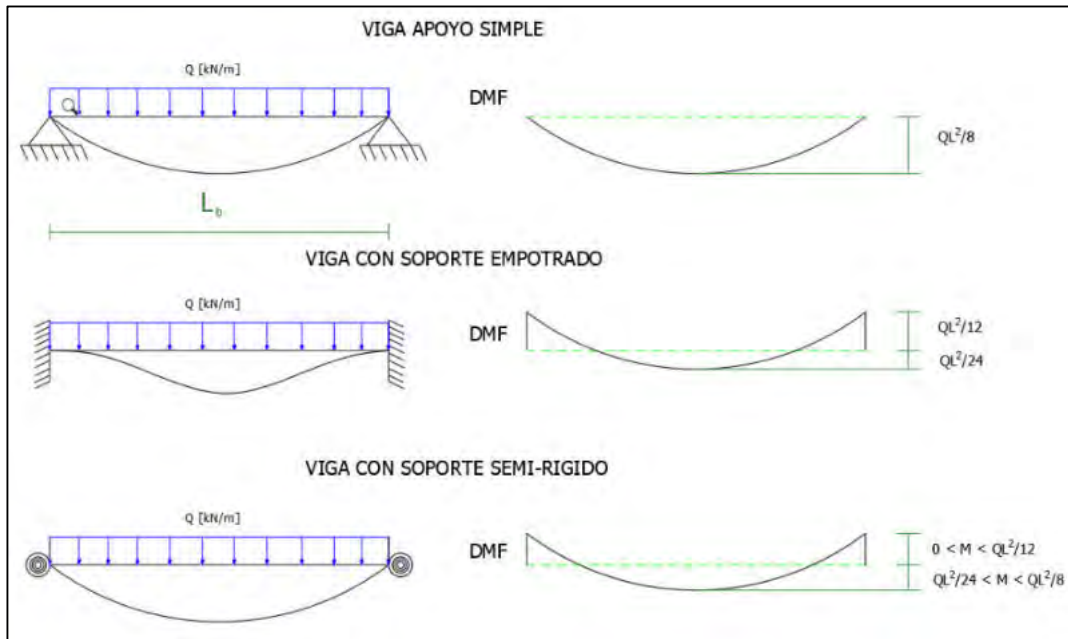 VIGA APOYO SIMPLE
Q [kN/m]
DMF
QL²/8
L_b
VIGA CON SOPORTE EMPOTRADO
Q [kN/m]
DMF
QL²/12
QL²/24
VIGA CON SOPORTE SEMI-RIGIDO
Q [kN/m]
DMF
0 < M < QL²/12
QL²/24 < M < QL²/8